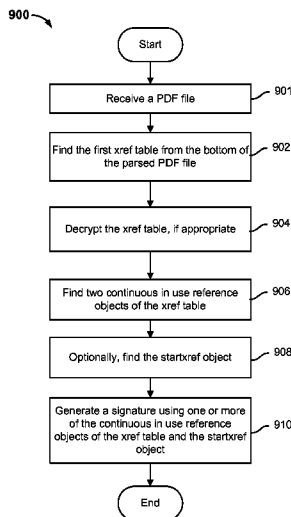 900
Start
Receive a PDF file
901
Find the first xref table from the bottom of
the parsed PDF file
902
Decrypt the xref table, if appropriate
904
Find two continuous in use reference
objects of the xref table
906
Optionally, find the startxref object
908
Generate a signature using one or more
of the continuous in use reference
objects of the xref table and the startxref
object
910
End